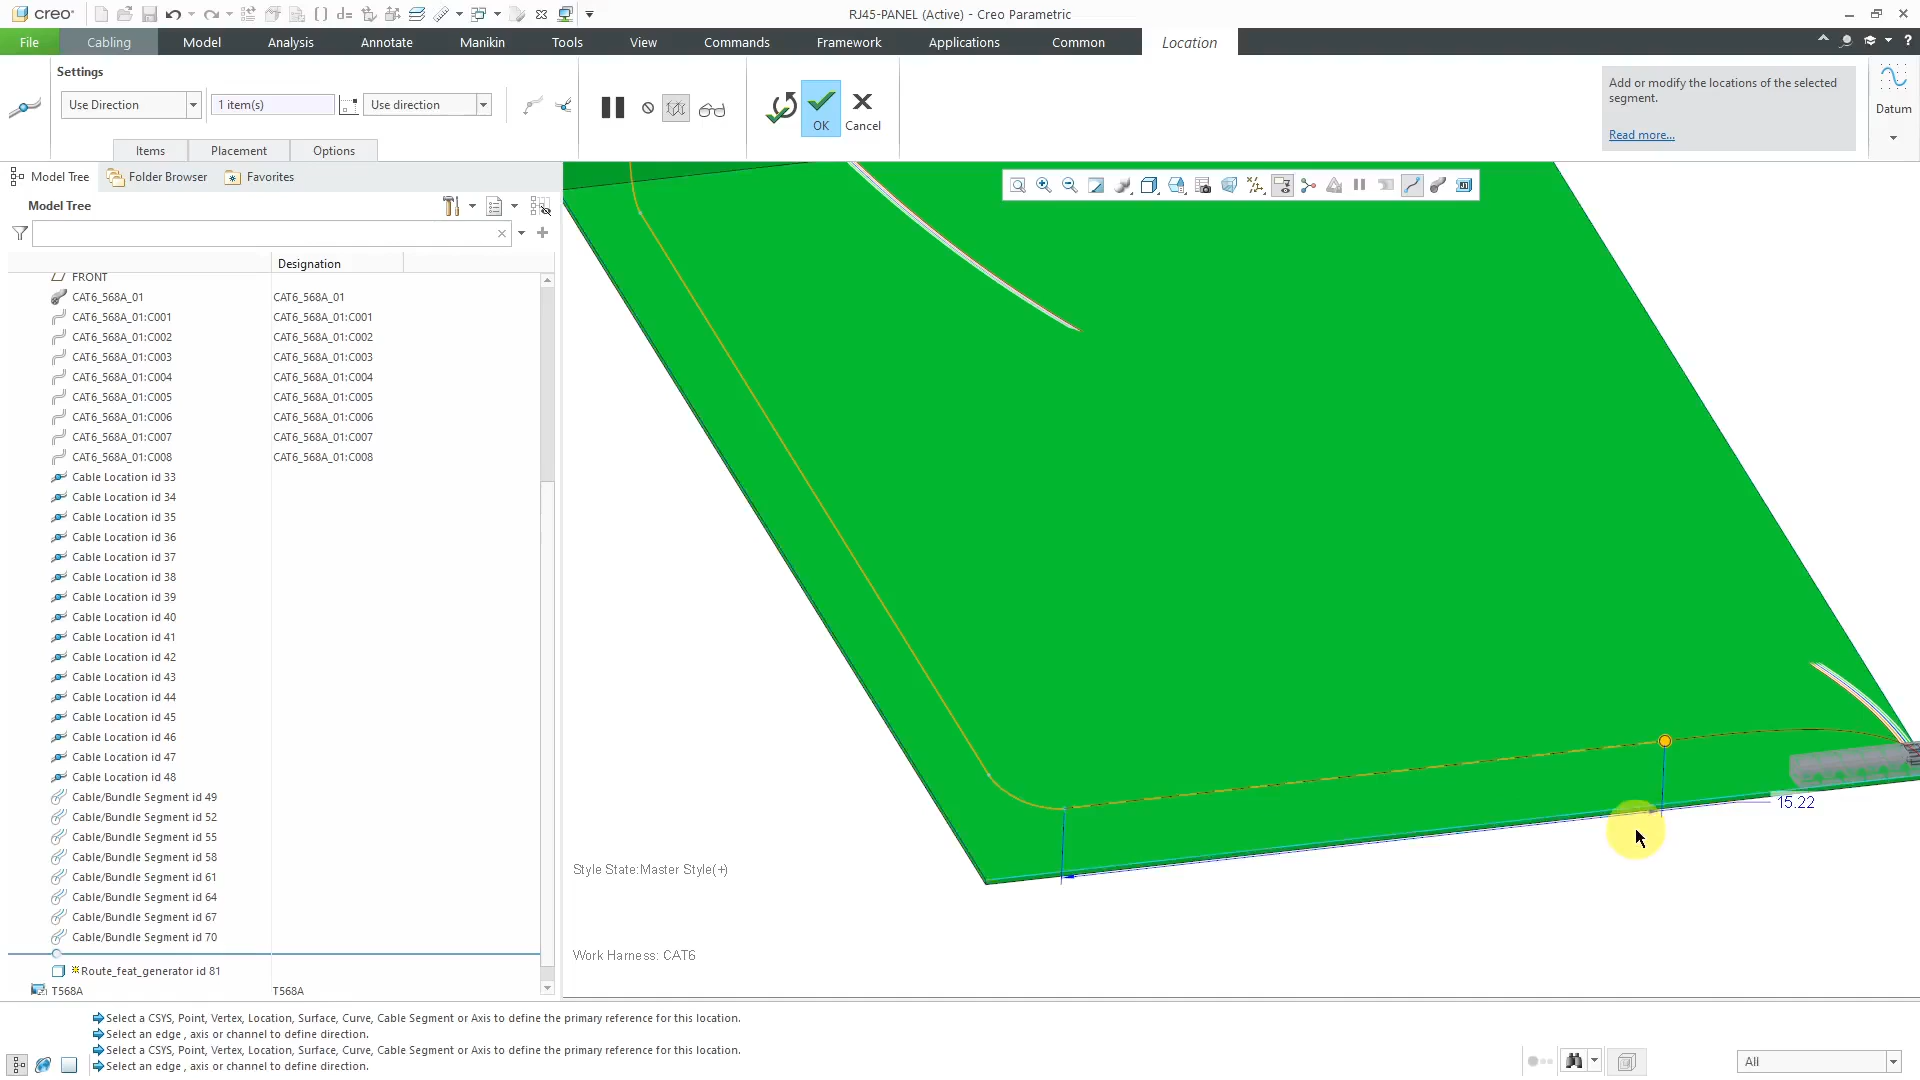 creo
RJ45-PANEL (Active) - Creo Parametric
File
Cabling
Model
Analysis
Annotate
Manikin
Tools
View
Commands
Framework
Applications
Common
Location
Settings
Use Direction
1 item(s)
Use direction
OK
Cancel
Items
Placement
Options
Add or modify the locations of the selected
segment.
Read more...
Datum
Model Tree
Folder Browser
Favorites
Model Tree
Designation
FRONT
CAT6_568A_01 CAT6_568A_01
CAT6_568A_01:C001 CAT6_568A_01:C001
CAT6_568A_01:C002 CAT6_568A_01:C002
CAT6_568A_01:C003 CAT6_568A_01:C003
CAT6_568A_01:C004 CAT6_568A_01:C004
CAT6_568A_01:C005 CAT6_568A_01:C005
CAT6_568A_01:C006 CAT6_568A_01:C006
CAT6_568A_01:C007 CAT6_568A_01:C007
CAT6_568A_01:C008 CAT6_568A_01:C008
Cable Location id 33
Cable Location id 34
Cable Location id 35
Cable Location id 36
Cable Location id 37
Cable Location id 38
Cable Location id 39
Cable Location id 40
Cable Location id 41
Cable Location id 42
Cable Location id 43
Cable Location id 44
Cable Location id 45
Cable Location id 46
Cable Location id 47
Cable Location id 48
Cable/Bundle Segment id 49
Cable/Bundle Segment id 52
Cable/Bundle Segment id 55
Cable/Bundle Segment id 58
Cable/Bundle Segment id 61
Cable/Bundle Segment id 64
Cable/Bundle Segment id 67
Cable/Bundle Segment id 70
Route_feat_generator id 81
T568A T568A
15.22
Style State:Master Style(+)
Work Harness: CAT6
Select a CSYS, Point, Vertex, Location, Surface, Curve, Cable Segment or Axis to define the primary reference for this location.
Select an edge , axis or channel to define direction.
Select a CSYS, Point, Vertex, Location, Surface, Curve, Cable Segment or Axis to define the primary reference for this location.
Select an edge , axis or channel to define direction.
All